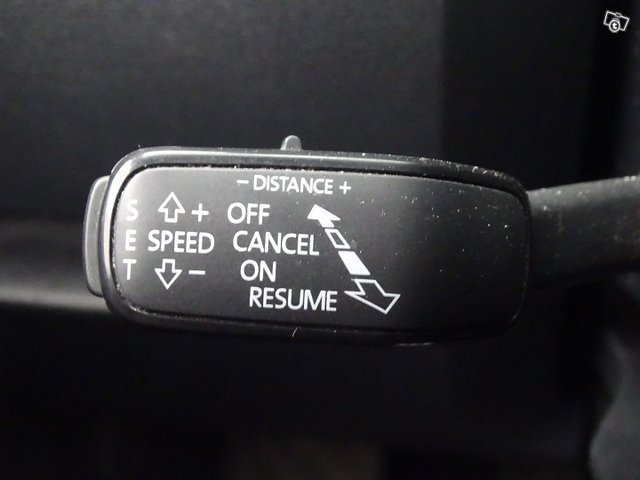 - DISTANCE +
S + OFF
E SPEED CANCEL
T - ON
RESUME